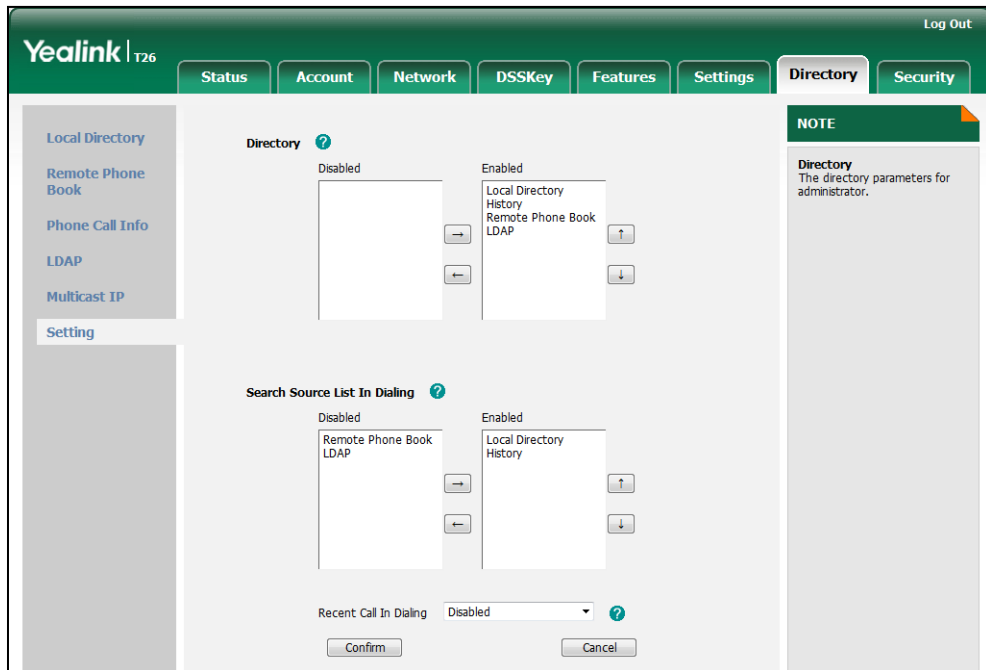 Log Out
Yealink | T26
Status Account Network DSSKey Features Settings Directory Security
Local Directory
Remote Phone
Book
Phone Call Info
LDAP
Multicast IP
Setting
Directory ?
Disabled Enabled
Local Directory
History
Remote Phone Book
LDAP
→
←
↑
↓
Search Source List In Dialing ?
Disabled Enabled
Remote Phone Book
LDAP
Local Directory
History
→
←
↑
↓
Recent Call In Dialing Disabled ?
Confirm Cancel
NOTE
Directory
The directory parameters for
administrator.